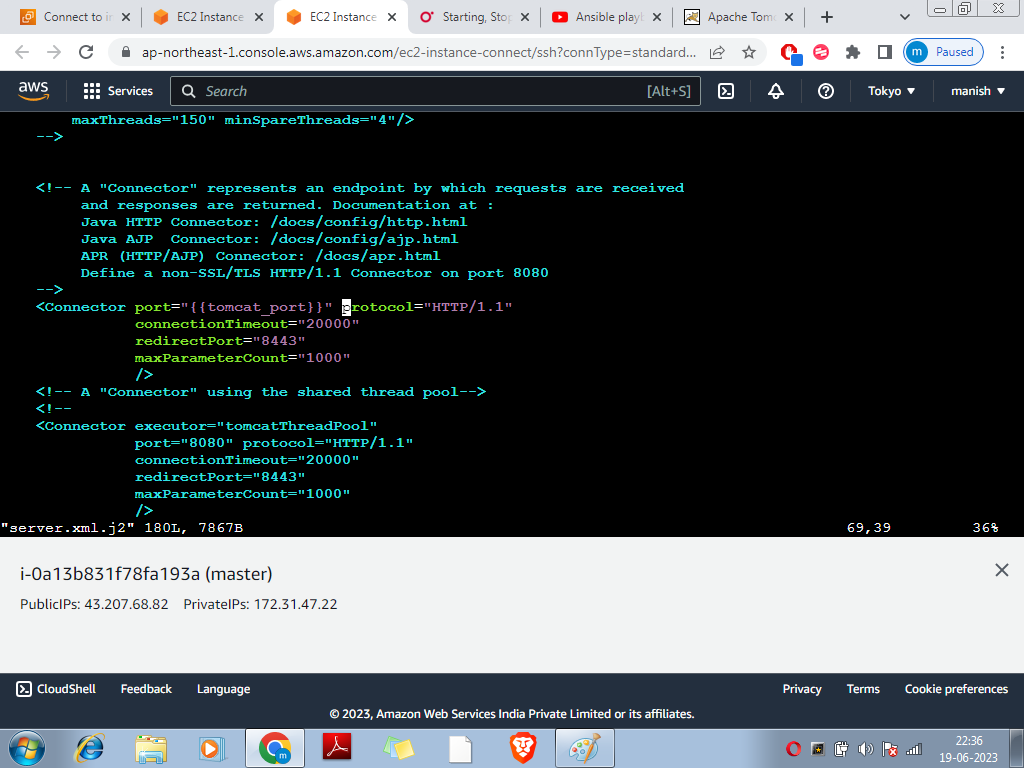 Connect to in
EC2 Instance
EC2 Instance
Starting, Stop
Ansible playl
Apache Tom
ap-northeast-1.console.aws.amazon.com/ec2-instance-connect/ssh?connType=standard...
m Paused
aws
Services
Search
[Alt+S]
Tokyo
manish
maxThreads="150" minSpareThreads="4"/>
-->
<!-- A "Connector" represents an endpoint by which requests are received
and responses are returned. Documentation at :
Java HTTP Connector: /docs/config/http.html
Java AJP  Connector: /docs/config/ajp.html
APR (HTTP/AJP) Connector: /docs/apr.html
Define a non-SSL/TLS HTTP/1.1 Connector on port 8080
-->
<Connector port="{{tomcat_port}}" protocol="HTTP/1.1"
connectionTimeout="20000"
redirectPort="8443"
maxParameterCount="1000"
/>
<!-- A "Connector" using the shared thread pool-->
<!--
<Connector executor="tomcatThreadPool"
port="8080" protocol="HTTP/1.1"
connectionTimeout="20000"
redirectPort="8443"
maxParameterCount="1000"
/>
"server.xml.j2" 180L, 7867B 69,39 36%
i-0a13b831f78fa193a (master)
PublicIPs: 43.207.68.82 PrivateIPs: 172.31.47.22
CloudShell Feedback Language Privacy Terms Cookie preferences
© 2023, Amazon Web Services India Private Limited or its affiliates.
m
22:36
19-06-2023